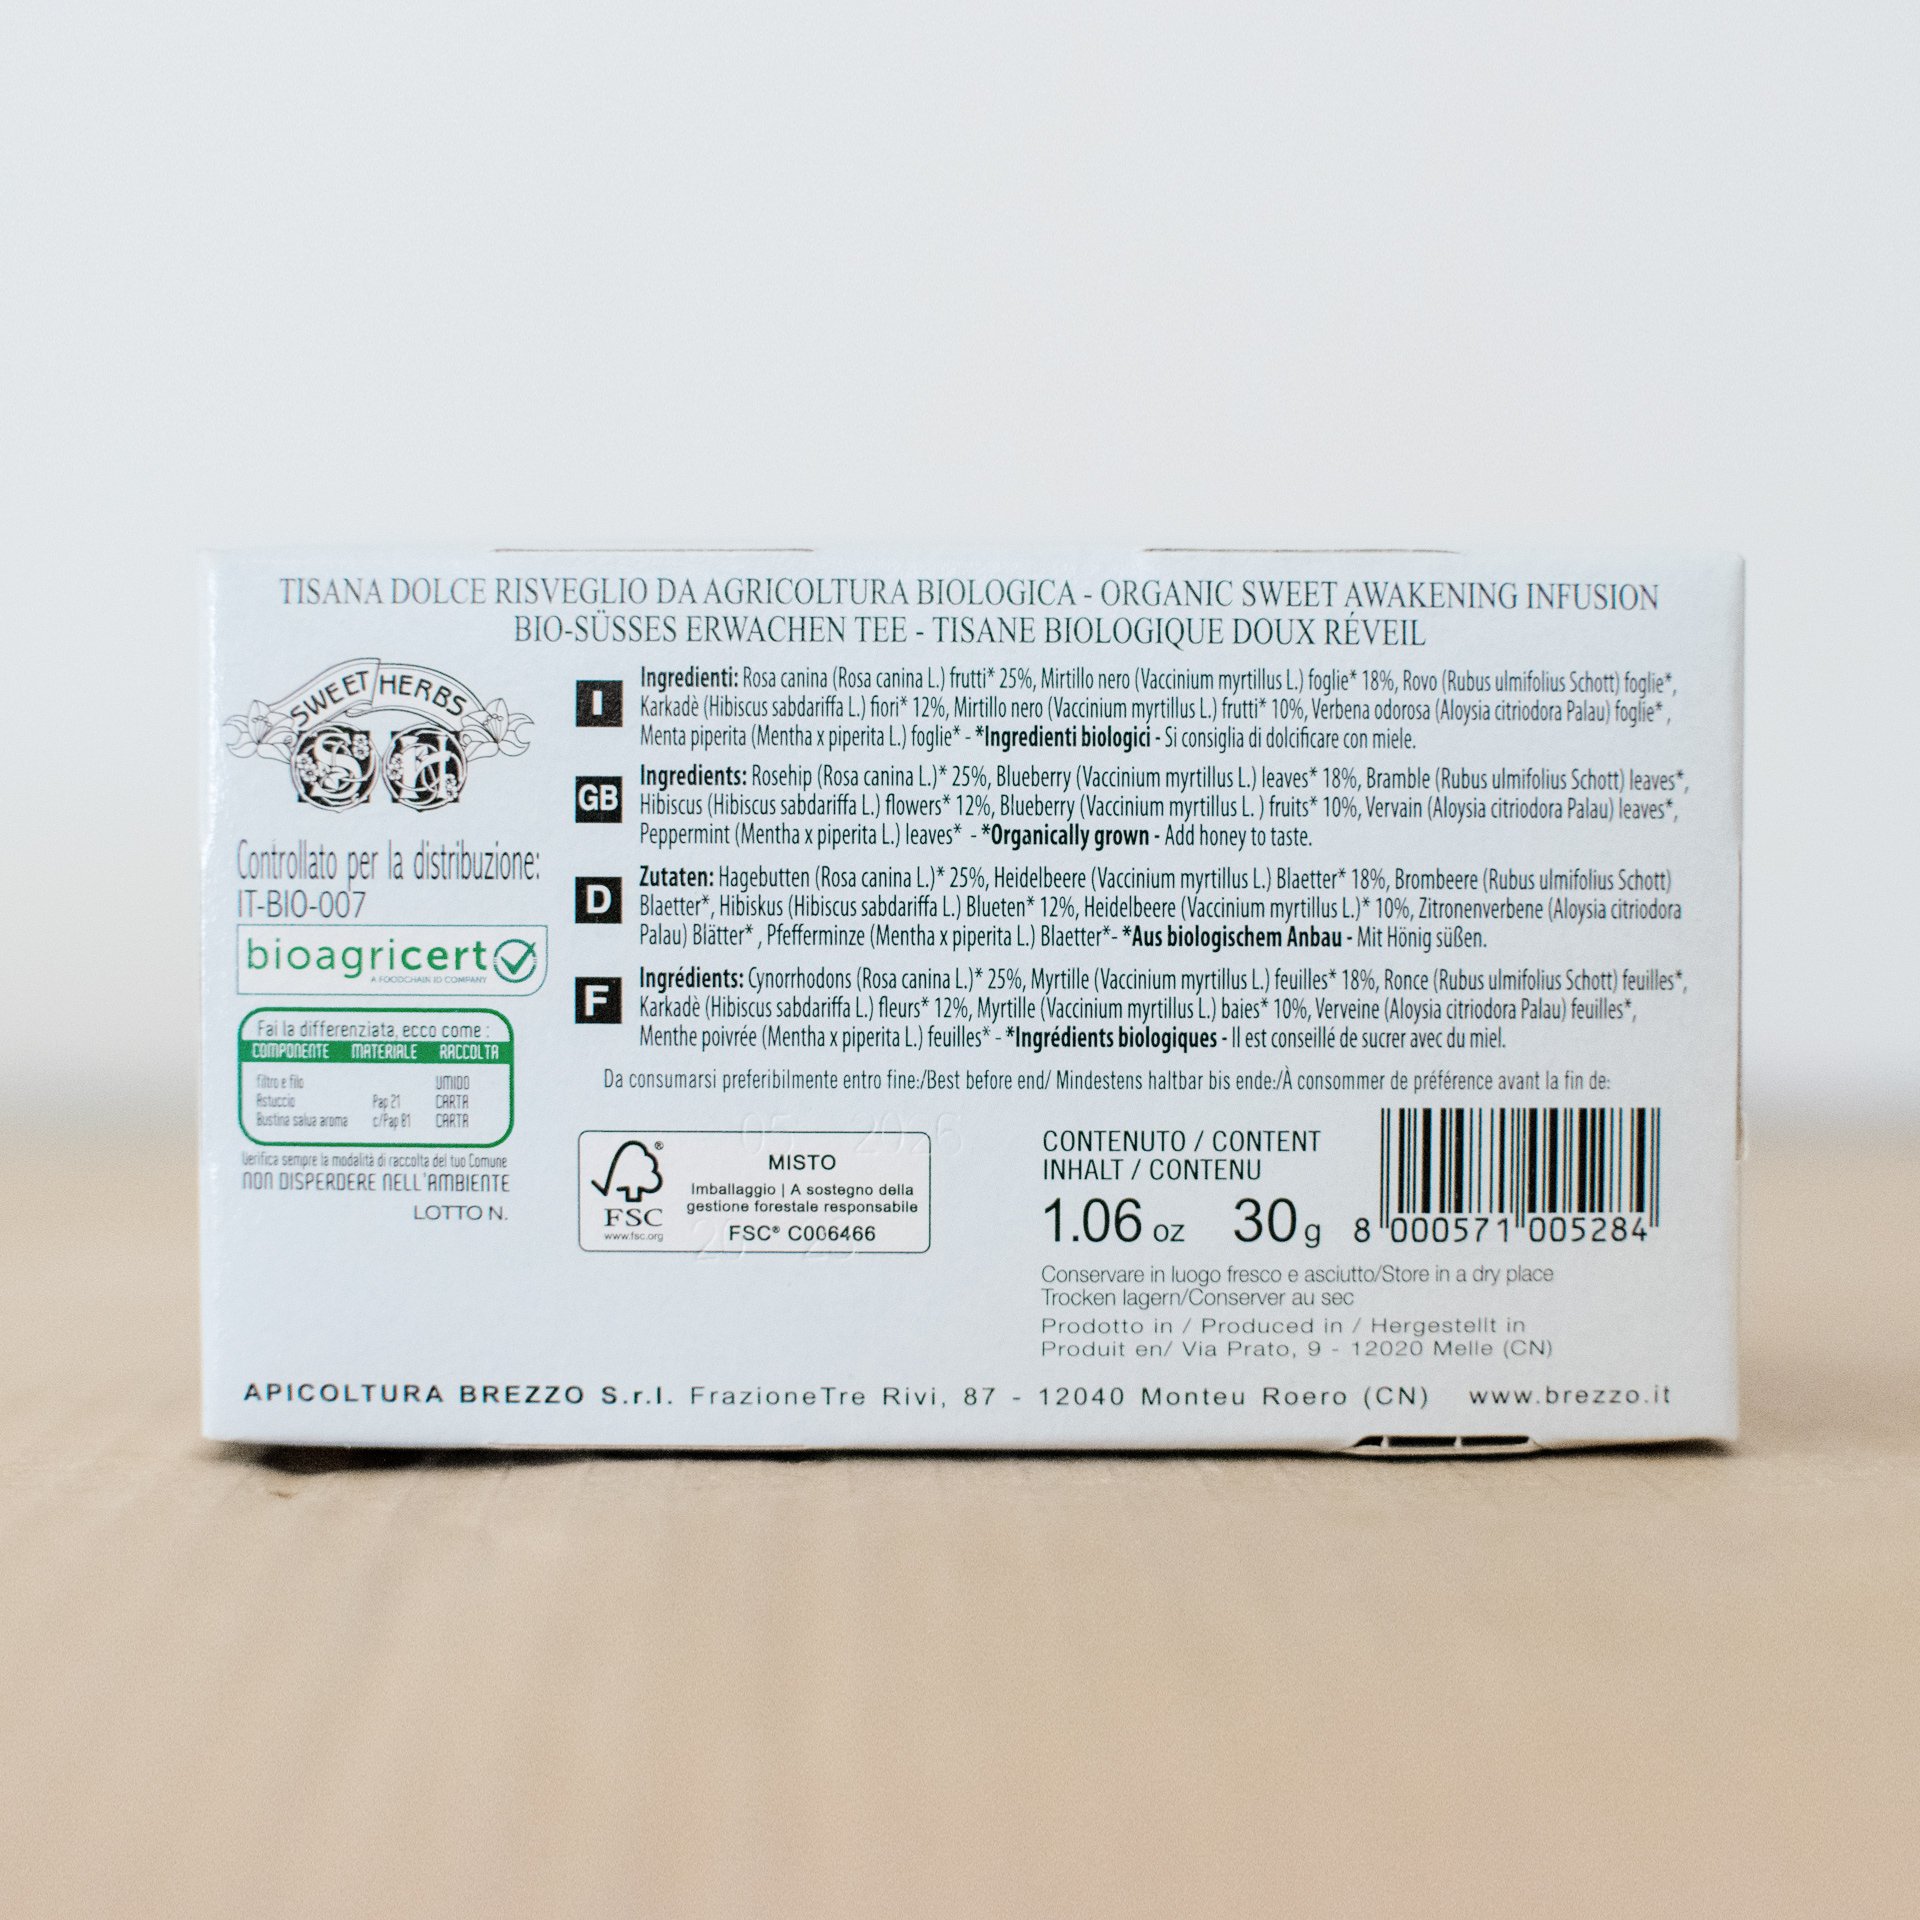 TISANA DOLCE RISVEGLIO DA AGRICOLTURA BIOLOGICA - ORGANIC SWEET AWAKENING INFUSION
BIO-SÜSSES ERWACHEN TEE - TISANE BIOLOGIQUE DOUX RÉVEIL
SWEET HERBS
S H
Controllato per la distribuzione:
IT-BIO-007
bioagricert
A FOODCHAIN ID COMPANY
Fai la differenziata, ecco come :
COMPONENTE MATERIALE RACCOLTA
filtro e filo UMIDO
Astuccio Pap 21 CARTA
Bustina salva aroma c/Pap 81 CARTA
Verifica sempre la modalità di raccolta del tuo Comune
NON DISPERDERE NELL'AMBIENTE
LOTTO N.
I
Ingredienti: Rosa canina (Rosa canina L.) frutti* 25%, Mirtillo nero (Vaccinium myrtillus L.) foglie* 18%, Rovo (Rubus ulmifolius Schott) foglie*,
Karkadè (Hibiscus sabdariffa L.) fiori* 12%, Mirtillo nero (Vaccinium myrtillus L.) frutti* 10%, Verbena odorosa (Aloysia citriodora Palau) foglie* ,
Menta piperita (Mentha x piperita L.) foglie* - *Ingredienti biologici - Si consiglia di dolcificare con miele.
GB
Ingredients: Rosehip (Rosa canina L.)* 25%, Blueberry (Vaccinium myrtillus L.) leaves* 18%, Bramble (Rubus ulmifolius Schott) leaves*,
Hibiscus (Hibiscus sabdariffa L.) flowers* 12%, Blueberry (Vaccinium myrtillus L. ) fruits* 10%, Vervain (Aloysia citriodora Palau) leaves*,
Peppermint (Mentha x piperita L.) leaves* - *Organically grown - Add honey to taste.
D
Zutaten: Hagebutten (Rosa canina L.)* 25%, Heidelbeere (Vaccinium myrtillus L.) Blaetter* 18%, Brombeere (Rubus ulmifolius Schott)
Blaetter*, Hibiskus (Hibiscus sabdariffa L.) Blueten* 12%, Heidelbeere (Vaccinium myrtillus L.)* 10%, Zitronenverbene (Aloysia citriodora
Palau) Blätter* , Pfefferminze (Mentha x piperita L.) Blaetter*- *Aus biologischem Anbau - Mit Hönig süßen.
F
Ingrédients: Cynorrhodons (Rosa canina L.)* 25%, Myrtille (Vaccinium myrtillus L.) feuilles* 18%, Ronce (Rubus ulmifolius Schott) feuilles*,
Karkadè (Hibiscus sabdariffa L.) fleurs* 12%, Myrtille (Vaccinium myrtillus L.) baies* 10%, Verveine (Aloysia citriodora Palau) feuilles*,
Menthe poivrée (Mentha x piperita L.) feuilles* - *Ingrédients biologiques - Il est conseillé de sucrer avec du miel.
Da consumarsi preferibilmente entro fine:/Best before end/ Mindestens haltbar bis ende:/À consommer de préférence avant la fin de:
05 2026
FSC
www.fsc.org
MISTO
Imballaggio | A sostegno della
gestione forestale responsabile
FSC® C006466
CONTENUTO / CONTENT
INHALT / CONTENU
1.06 oz 30g
8 000571 005284
Conservare in luogo fresco e asciutto/Store in a dry place
Trocken lagern/Conserver au sec
Prodotto in / Produced in / Hergestellt in
Produit en/ Via Prato, 9 - 12020 Melle (CN)
APICOLTURA BREZZO S.r.l. Frazione Tre Rivi, 87 - 12040 Monteu Roero (CN) www.brezzo.it